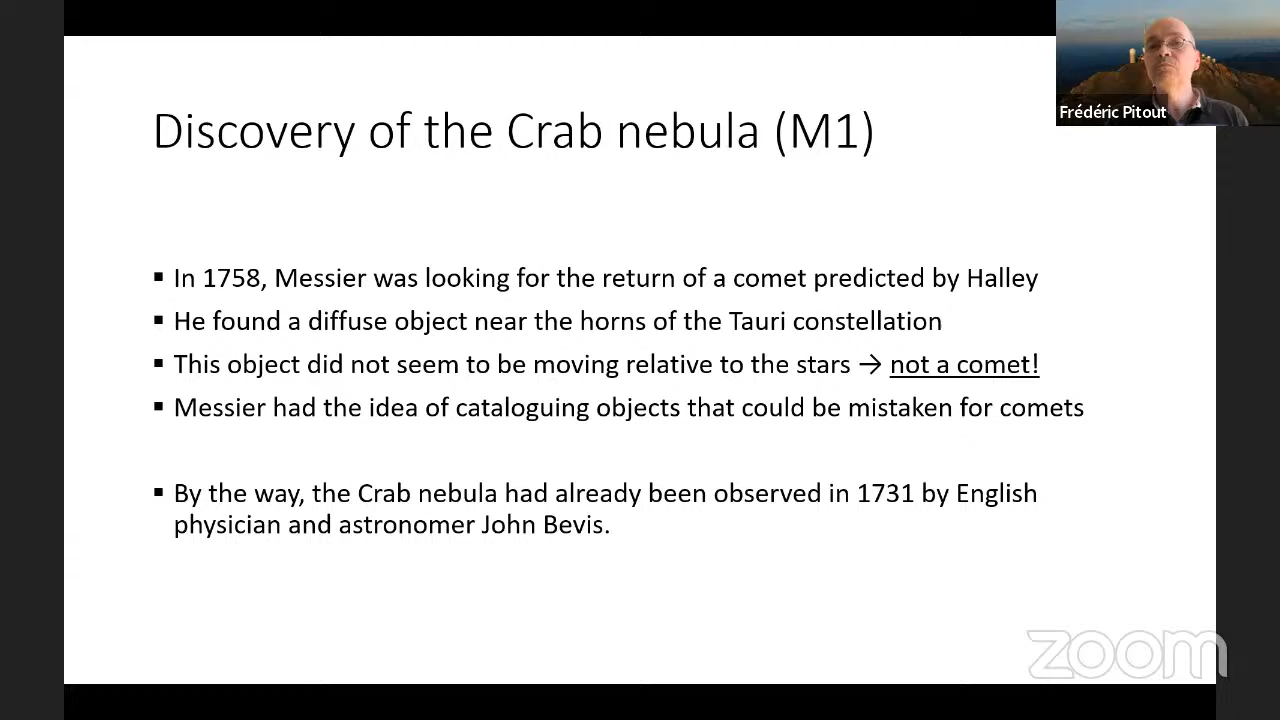 Frédéric Pitout
Discovery of the Crab nebula (M1)
▪ In 1758, Messier was looking for the return of a comet predicted by Halley
▪ He found a diffuse object near the horns of the Tauri constellation
▪ This object did not seem to be moving relative to the stars → not a comet!
▪ Messier had the idea of cataloguing objects that could be mistaken for comets
▪ By the way, the Crab nebula had already been observed in 1731 by English
physician and astronomer John Bevis.
zoom